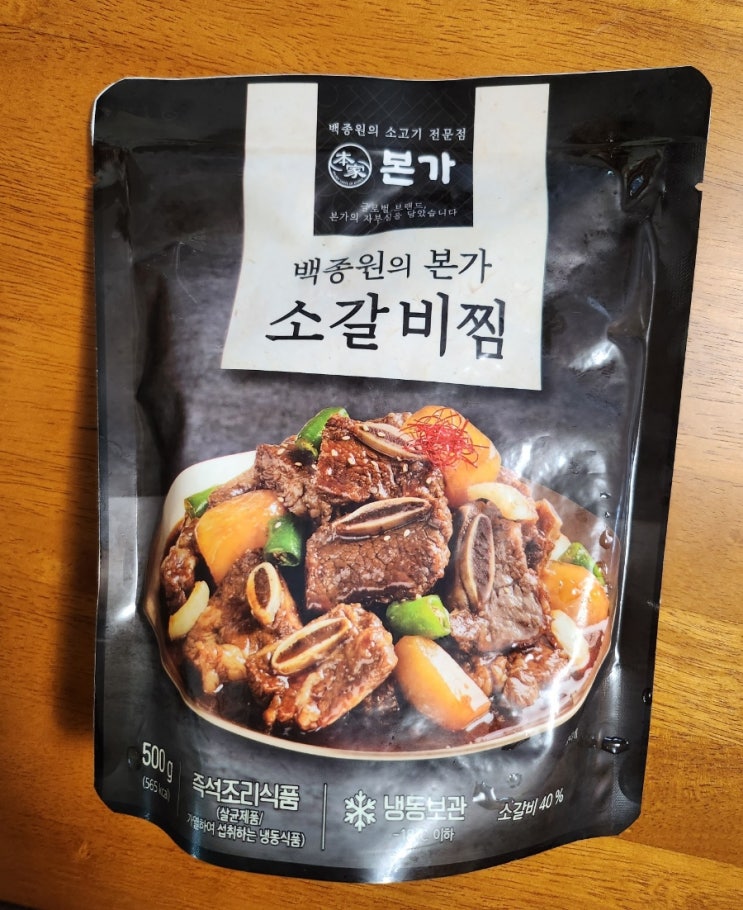 백종원의 소고기 전문점
本家 본가
글로벌 브랜드,
본가의 자부심을 담았습니다
백종원의 본가
소갈비찜
500g
(565 kcal)
즉석조리식품
(살균제품/
가열하여 섭취하는 냉동식품)
냉동보관
-18℃ 이하
소갈비 40%